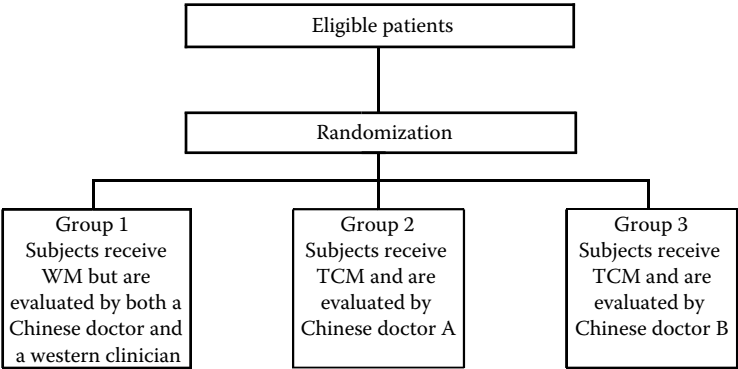 Eligible patients
Randomization
Group 1
Subjects receive
WM but are
evaluated by both a
Chinese doctor and
a western clinician
Group 2
Subjects receive
TCM and are
evaluated by
Chinese doctor A
Group 3
Subjects receive
TCM and are
evaluated by
Chinese doctor B